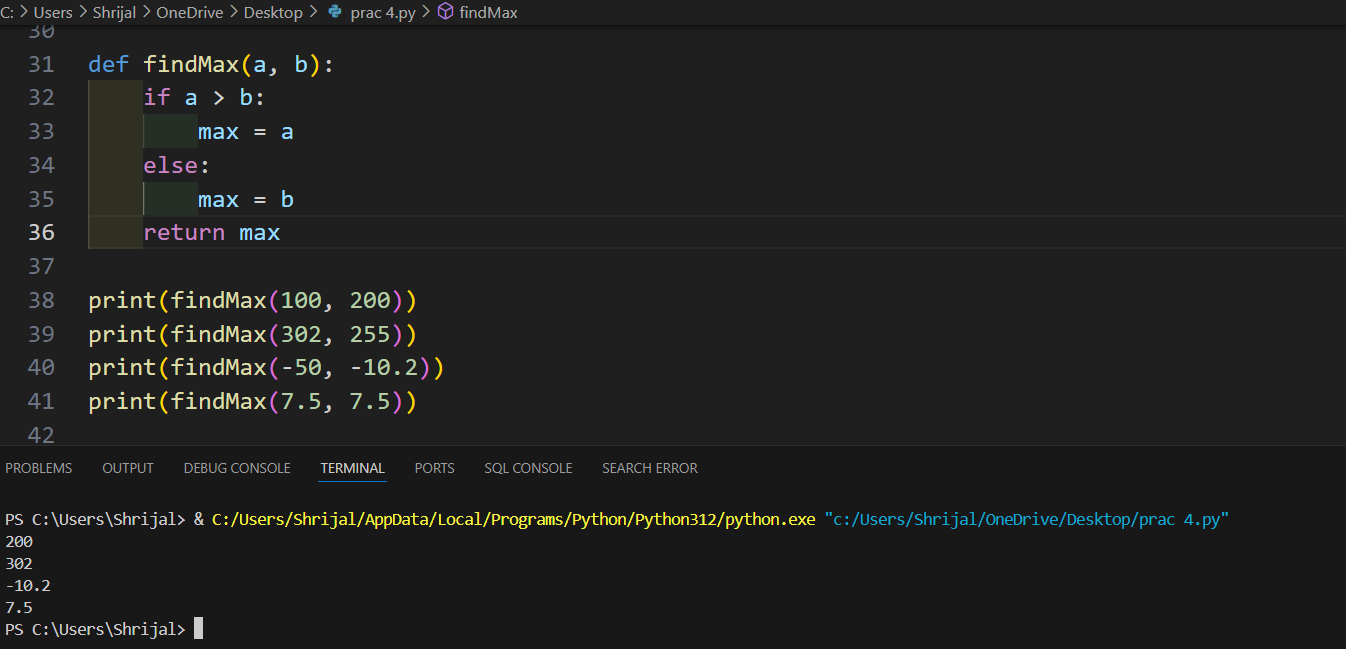 C: > Users > Shrijal > OneDrive > Desktop > prac 4.py > findMax
30
31 def findMax(a, b):
32     if a > b:
33         max = a
34     else:
35         max = b
36     return max
37
38 print(findMax(100, 200))
39 print(findMax(302, 255))
40 print(findMax(-50, -10.2))
41 print(findMax(7.5, 7.5))
42
PROBLEMS OUTPUT DEBUG CONSOLE TERMINAL PORTS SQL CONSOLE SEARCH ERROR
PS C:\Users\Shrijal> & C:/Users/Shrijal/AppData/Local/Programs/Python/Python312/python.exe "c:/Users/Shrijal/OneDrive/Desktop/prac 4.py"
200
302
-10.2
7.5
PS C:\Users\Shrijal>